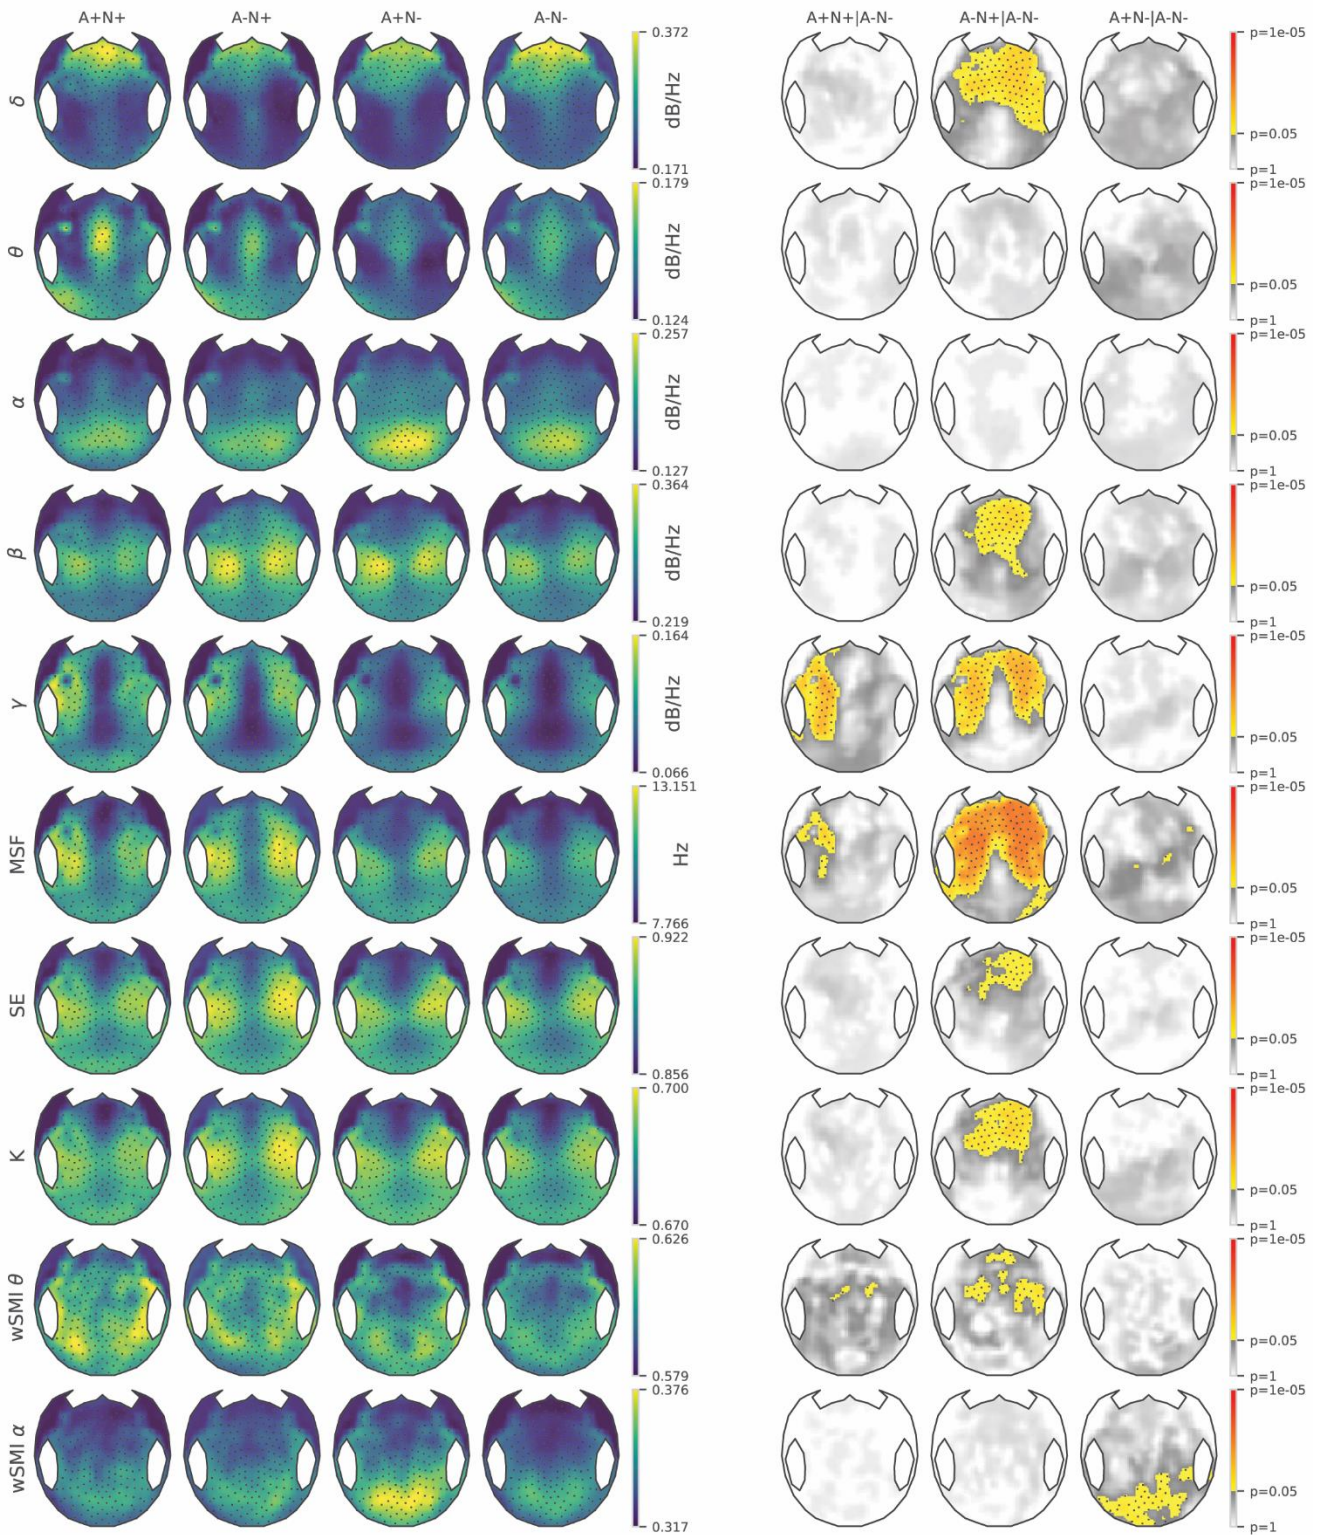 A+N+ A-N+ A+N- A-N- A+N+|A-N- A-N+|A-N- A+N-|A-N-
δ 0.372 dB/Hz 0.171 p=1e-05 p=0.05 p=1
θ 0.179 dB/Hz 0.124 p=1e-05 p=0.05 p=1
α 0.257 dB/Hz 0.127 p=1e-05 p=0.05 p=1
β 0.364 dB/Hz 0.219 p=1e-05 p=0.05 p=1
γ 0.164 dB/Hz 0.066 p=1e-05 p=0.05 p=1
MSF 13.151 Hz 7.766 p=1e-05 p=0.05 p=1
SE 0.922 0.856 p=1e-05 p=0.05 p=1
K 0.700 0.670 p=1e-05 p=0.05 p=1
wSMI θ 0.626 0.579 p=1e-05 p=0.05 p=1
wSMI α 0.376 0.317 p=1e-05 p=0.05 p=1